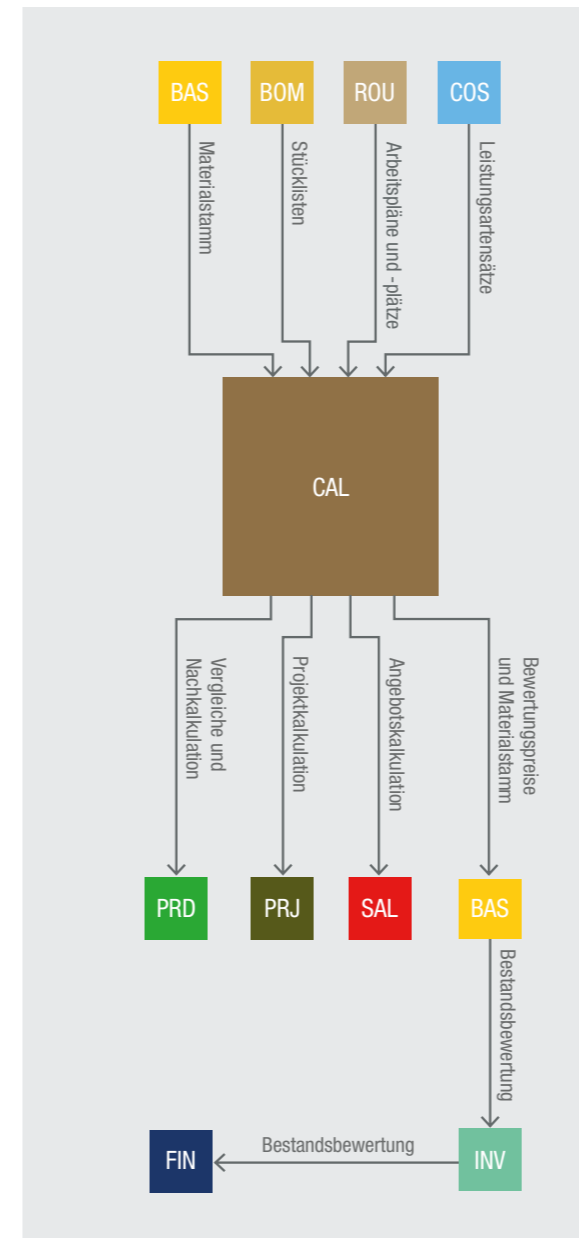 BAS
BOM
ROU
COS
Materialstamm
Stücklisten
Arbeitspläne und -plätze
Leistungsartensätze
CAL
Vergleiche und
Nachkalkulation
Projektkalkulation
Angebotskalkulation
Bewertungspreise
und Materialstamm
PRD
PRJ
SAL
BAS
Bestandsbewertung
FIN
Bestandsbewertung
INV